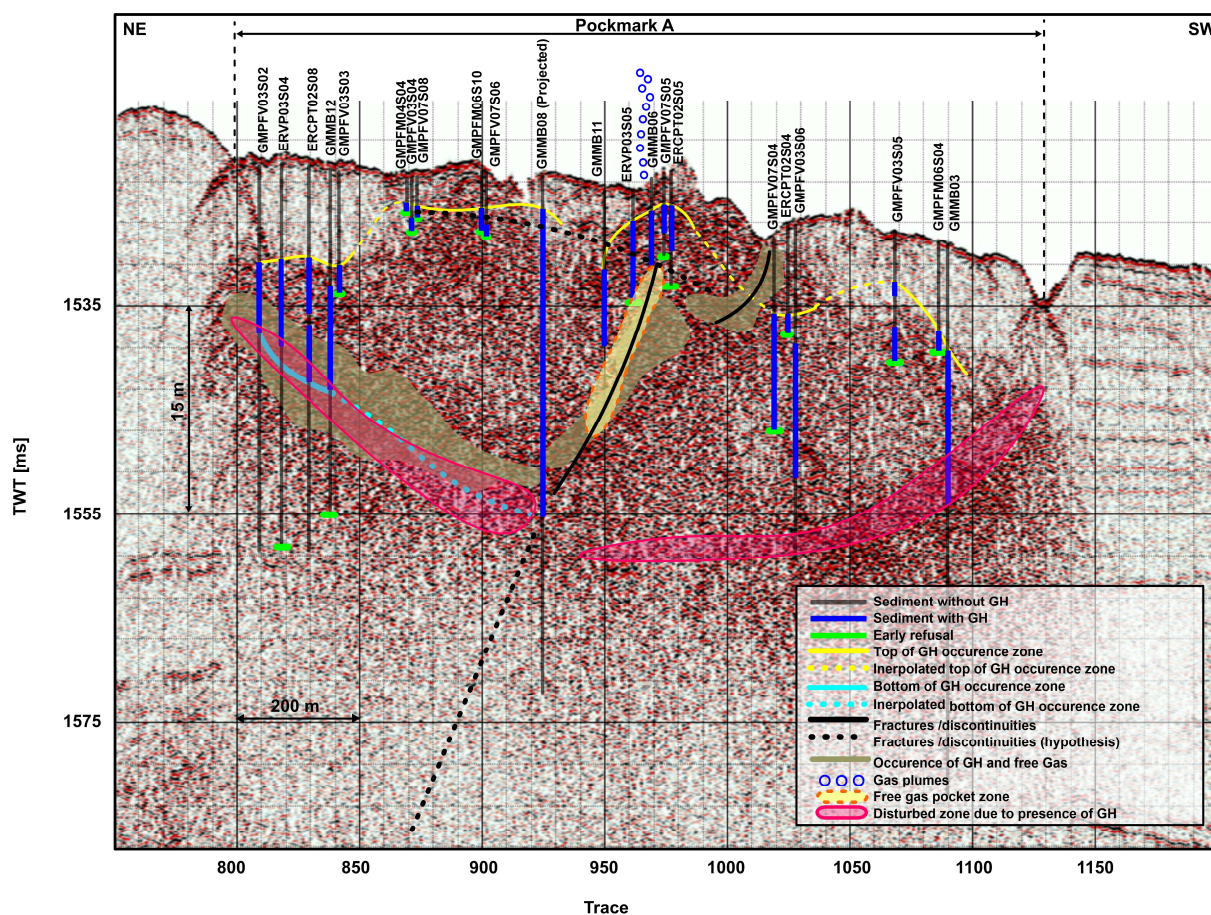 NE
Pockmark A
SW
GMPFV03S02
ERVP03S04
ERCPT02S08
GMMB12
GMPFV03S03
GMPFM04S04
GMPFV03S04
GMPFV07S08
GMPFM06S10
GMPFV07S06
GMMB08 (Projected)
GMMB11
ERVP03S05
GMMB06
GMPFV07S05
ERCPT02S05
GMPFV07S04
ERCPT02S04
GMPFV03S06
GMPFV03S05
GMPFM06S04
GMMB03
1535
15 m
TWT [ms]
1555
1575
200 m
Sediment without GH
Sediment with GH
Early refusal
Top of GH occurence zone
Inerpolated top of GH occurence zone
Bottom of GH occurence zone
Inerpolated bottom of GH occurence zone
Fractures /discontinuities
Fractures /discontinuities (hypothesis)
Occurence of GH and free Gas
Gas plumes
Free gas pocket zone
Disturbed zone due to presence of GH
800 850 900 950 1000 1050 1100 1150
Trace